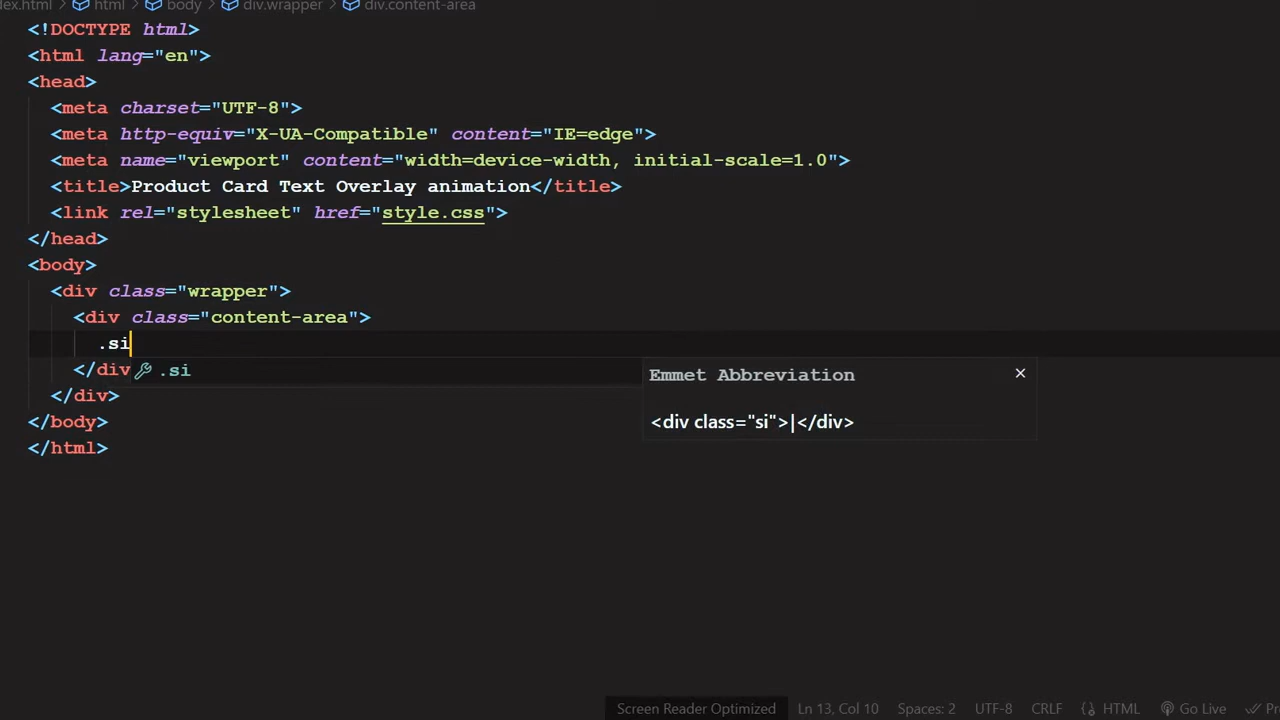 dex.html > html > body > div.wrapper > div.content-area
<!DOCTYPE html>
<html lang="en">
<head>
<meta charset="UTF-8">
<meta http-equiv="X-UA-Compatible" content="IE=edge">
<meta name="viewport" content="width=device-width, initial-scale=1.0">
<title>Product Card Text Overlay animation</title>
<link rel="stylesheet" href="style.css">
</head>
<body>
<div class="wrapper">
<div class="content-area">
.si
</div
.si
Emmet Abbreviation
<div class="si">|</div>
</div>
</body>
</html>
Screen Reader Optimized Ln 13, Col 10 Spaces: 2 UTF-8 CRLF {} HTML Go Live Pr